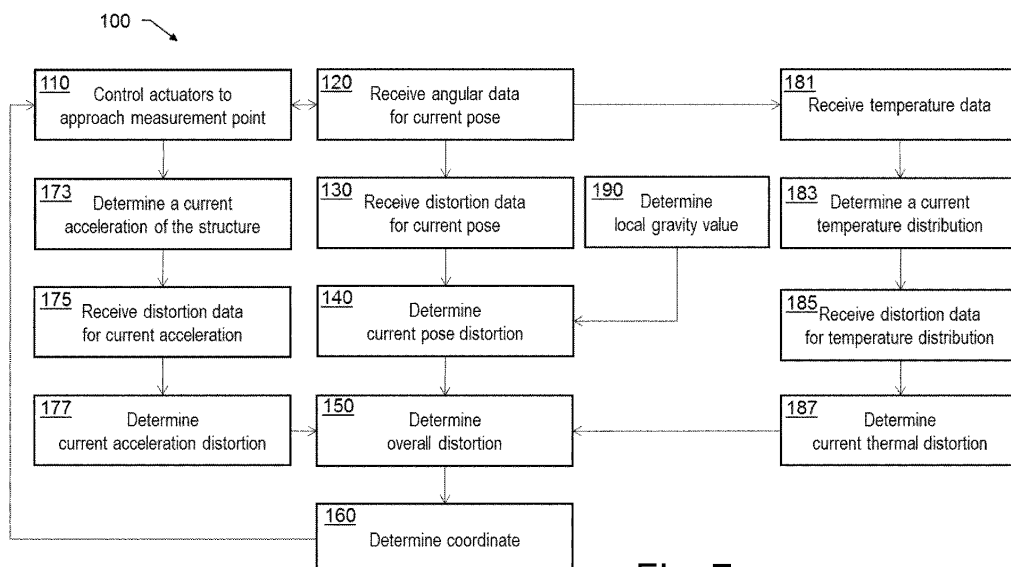 100
110
Control actuators to
approach measurement point
120
Receive angular data
for current pose
181
Receive temperature data
173
Determine a current
acceleration of the structure
130
Receive distortion data
for current pose
190
Determine
local gravity value
183
Determine a current
temperature distribution
175
Receive distortion data
for current acceleration
140
Determine
current pose distortion
185
Receive distortion data
for temperature distribution
177
Determine
current acceleration distortion
150
Determine
overall distortion
187
Determine
current thermal distortion
160
Determine coordinate